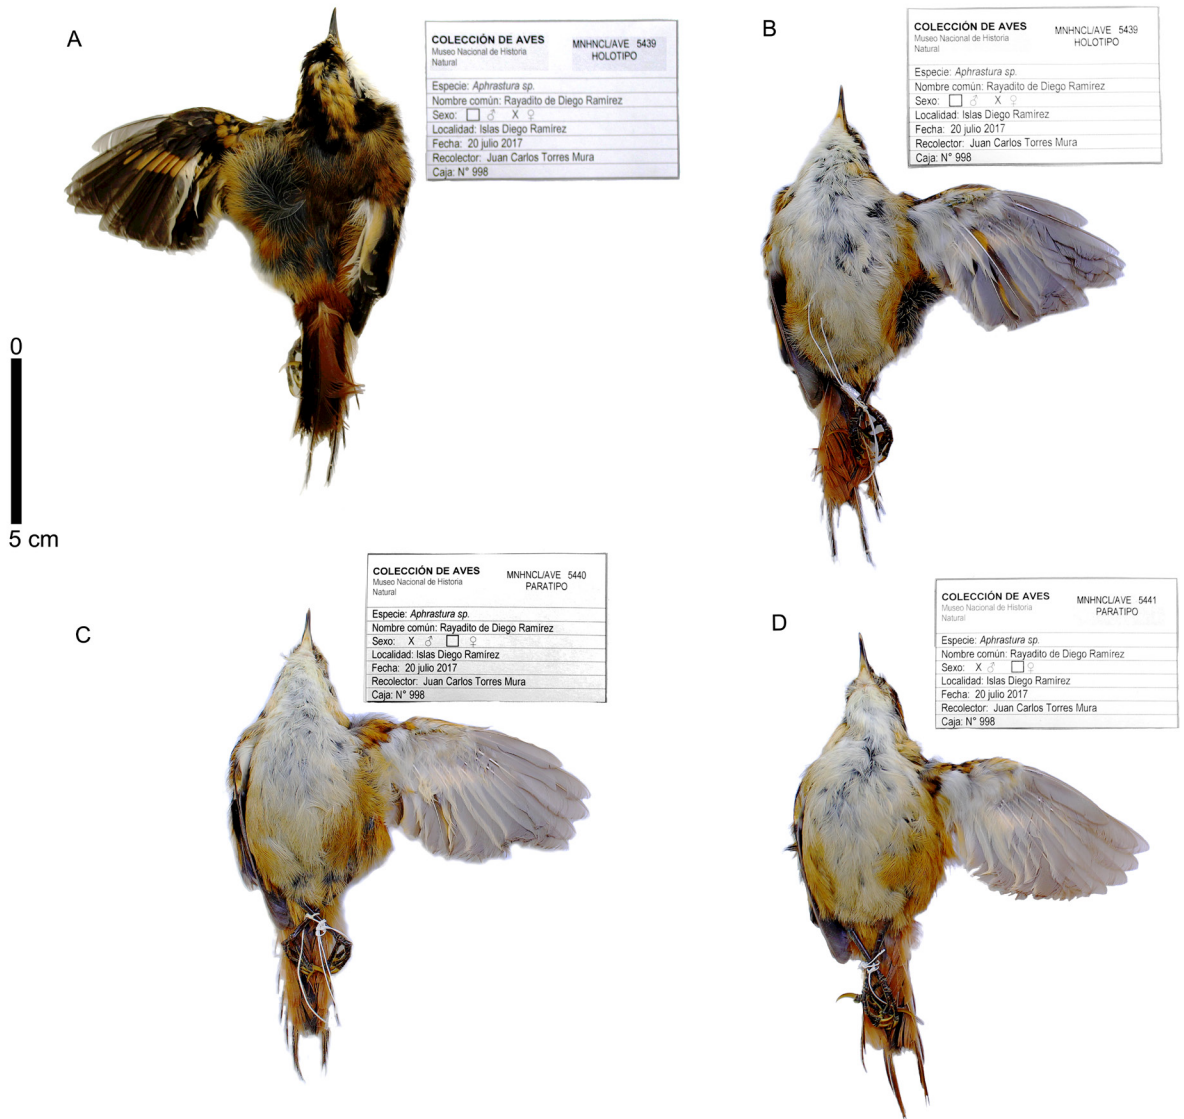 A
COLECCIÓN DE AVES
Museo Nacional de Historia
Natural
MNHNCL/AVE 5439
HOLOTIPO
Especie: Aphrastura sp.
Nombre común: Rayadito de Diego Ramírez
Sexo: ☐ ♂ X ♀
Localidad: Islas Diego Ramírez
Fecha: 20 julio 2017
Recolector: Juan Carlos Torres Mura
Caja: N° 998
B
COLECCIÓN DE AVES
Museo Nacional de Historia
Natural
MNHNCL/AVE 5439
HOLOTIPO
Especie: Aphrastura sp.
Nombre común: Rayadito de Diego Ramírez
Sexo: ☐ ♂ X ♀
Localidad: Islas Diego Ramírez
Fecha: 20 julio 2017
Recolector: Juan Carlos Torres Mura
Caja: N° 998
0
5 cm
C
COLECCIÓN DE AVES
Museo Nacional de Historia
Natural
MNHNCL/AVE 5440
PARATIPO
Especie: Aphrastura sp.
Nombre común: Rayadito de Diego Ramírez
Sexo: X ♂ ☐ ♀
Localidad: Islas Diego Ramírez
Fecha: 20 julio 2017
Recolector: Juan Carlos Torres Mura
Caja: N° 998
D
COLECCIÓN DE AVES
Museo Nacional de Historia
Natural
MNHNCL/AVE 5441
PARATIPO
Especie: Aphrastura sp.
Nombre común: Rayadito de Diego Ramírez
Sexo: X ♂ ☐ ♀
Localidad: Islas Diego Ramírez
Fecha: 20 julio 2017
Recolector: Juan Carlos Torres Mura
Caja: N° 998